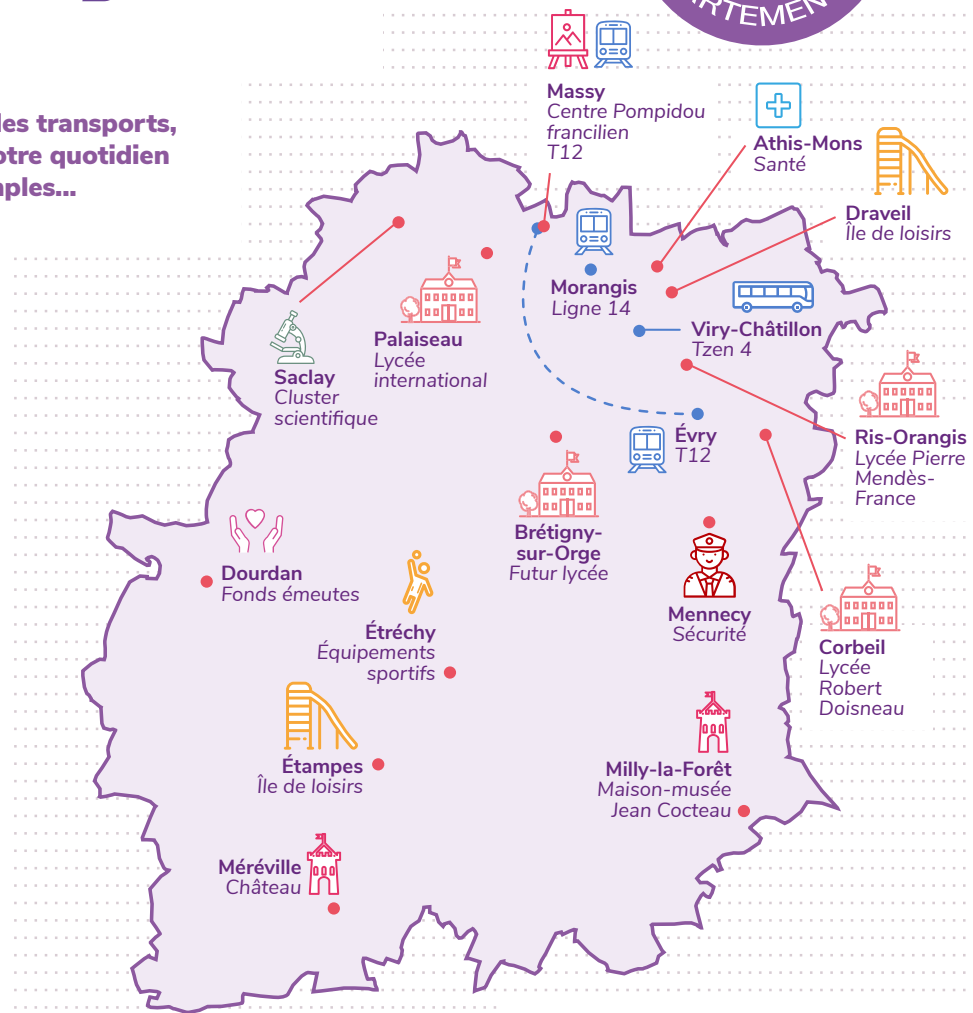 des transports,
otre quotidien
mples...
ARTEMEN
Massy
Centre Pompidou
francilien
T12
Athis-Mons
Santé
Draveil
Île de loisirs
Morangis
Ligne 14
Viry-Châtillon
Tzen 4
Palaiseau
Lycée
international
Saclay
Cluster
scientifique
Ris-Orangis
Lycée Pierre
Mendès-
France
Évry
T12
Brétigny-
sur-Orge
Futur lycée
Dourdan
Fonds émeutes
Étréchy
Équipements
sportifs
Mennecy
Sécurité
Corbeil
Lycée
Robert
Doisneau
Étampes
Île de loisirs
Milly-la-Forêt
Maison-musée
Jean Cocteau
Méréville
Château